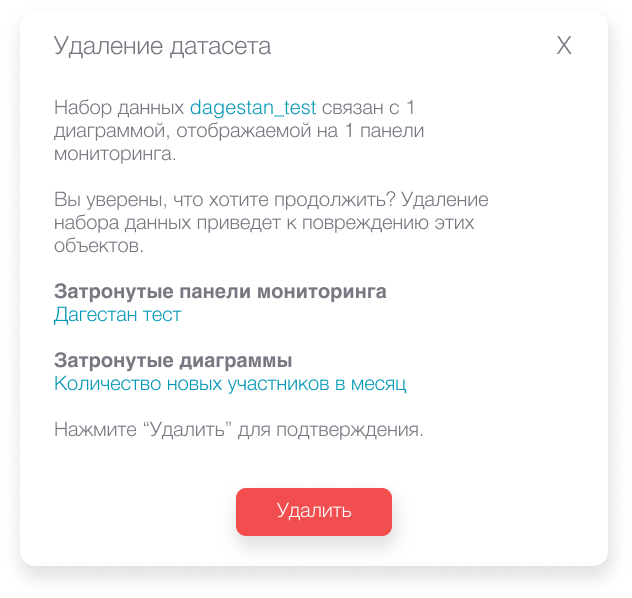 Удаление датасета X
Набор данных dagestan_test связан с 1
диаграммой, отображаемой на 1 панели
мониторинга.
Вы уверены, что хотите продолжить? Удаление
набора данных приведет к повреждению этих
объектов.
Затронутые панели мониторинга
Дагестан тест
Затронутые диаграммы
Количество новых участников в месяц
Нажмите “Удалить” для подтверждения.
Удалить